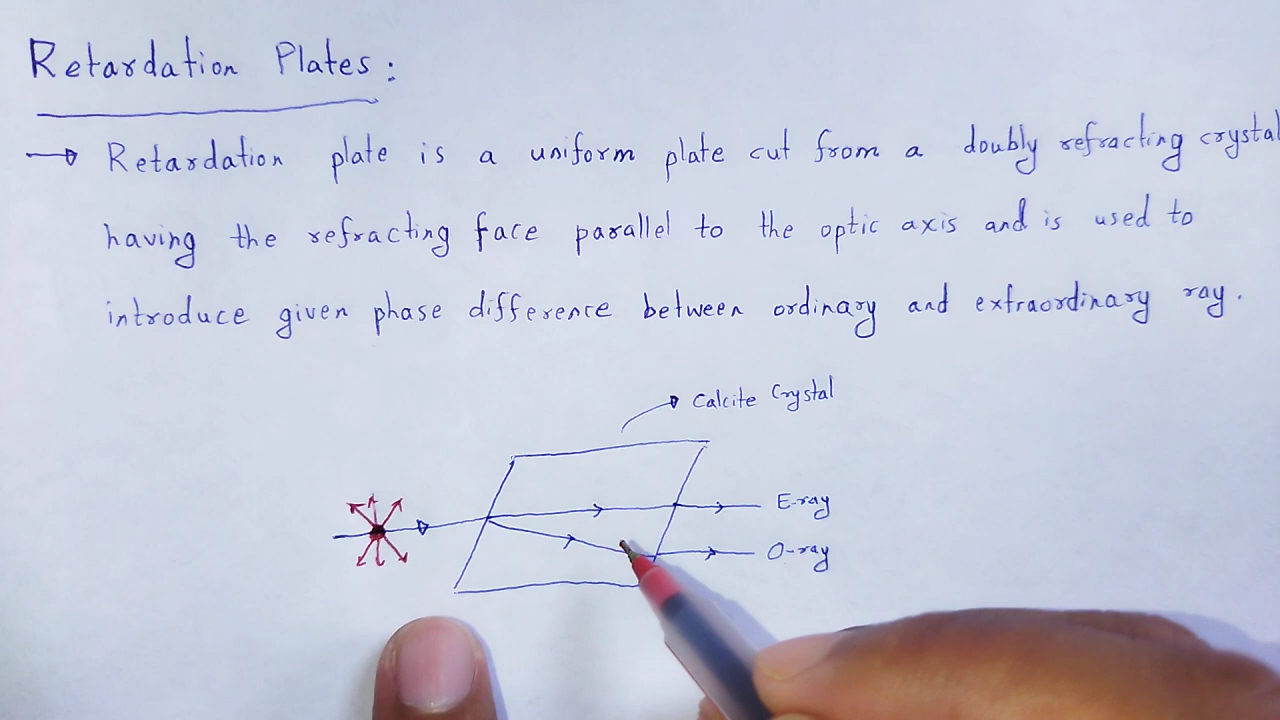 Retardation Plates:
→ Retardation plate is a uniform plate cut from a doubly refracting crystal
having the refracting face parallel to the optic axis and is used to
introduce given phase difference between ordinary and extraordinary ray.
Calcite Crystal
E-ray
O-ray